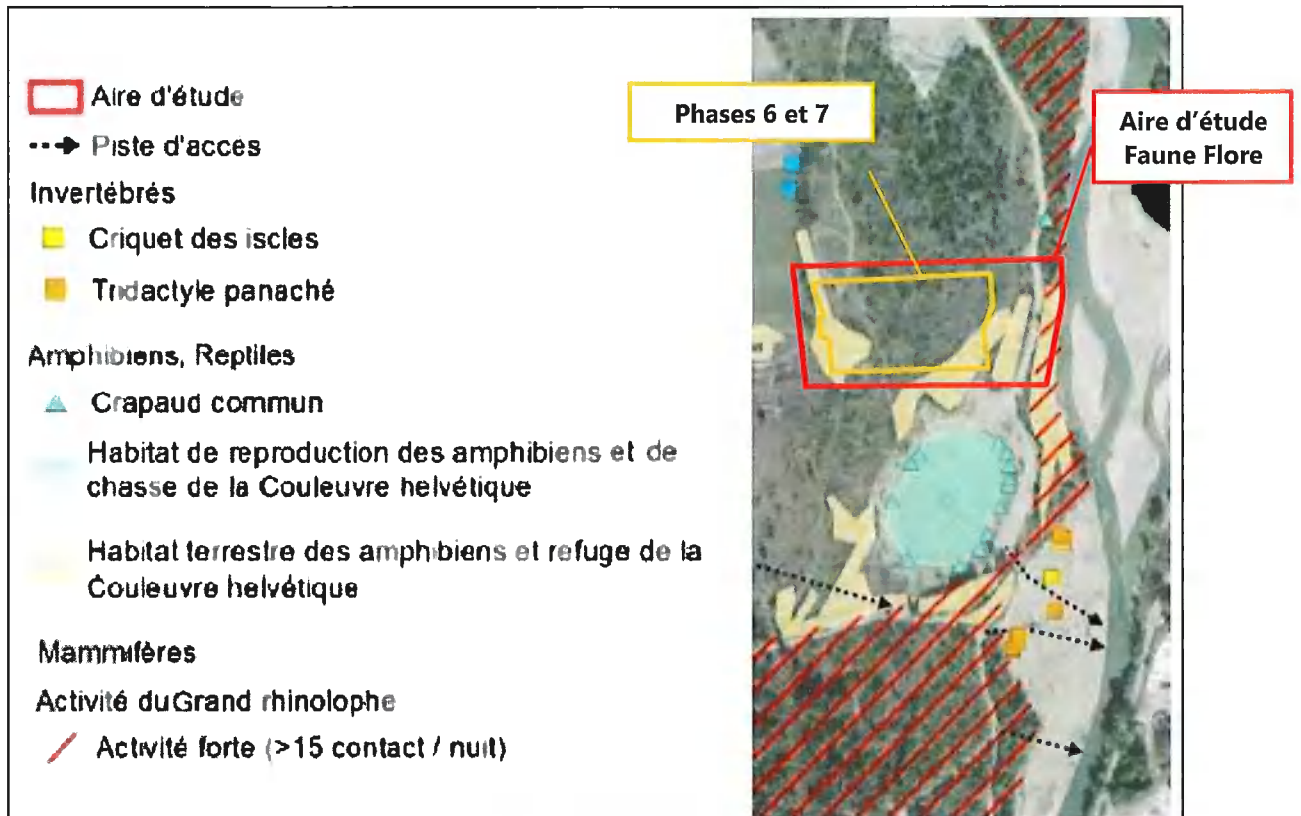 Aire d'étude
Piste d'acces
Invertébrés
Criquet des iscles
Tridactyle panaché
Amphibiens, Reptiles
Crapaud commun
Habitat de reproduction des amphibiens et de
chasse de la Couleuvre helvétique
Habitat terrestre des amphibiens et refuge de la
Couleuvre helvétique
Mammifères
Activité du Grand rhinolophe
Activité forte (>15 contact / nuit)
Phases 6 et 7
Aire d'étude
Faune Flore